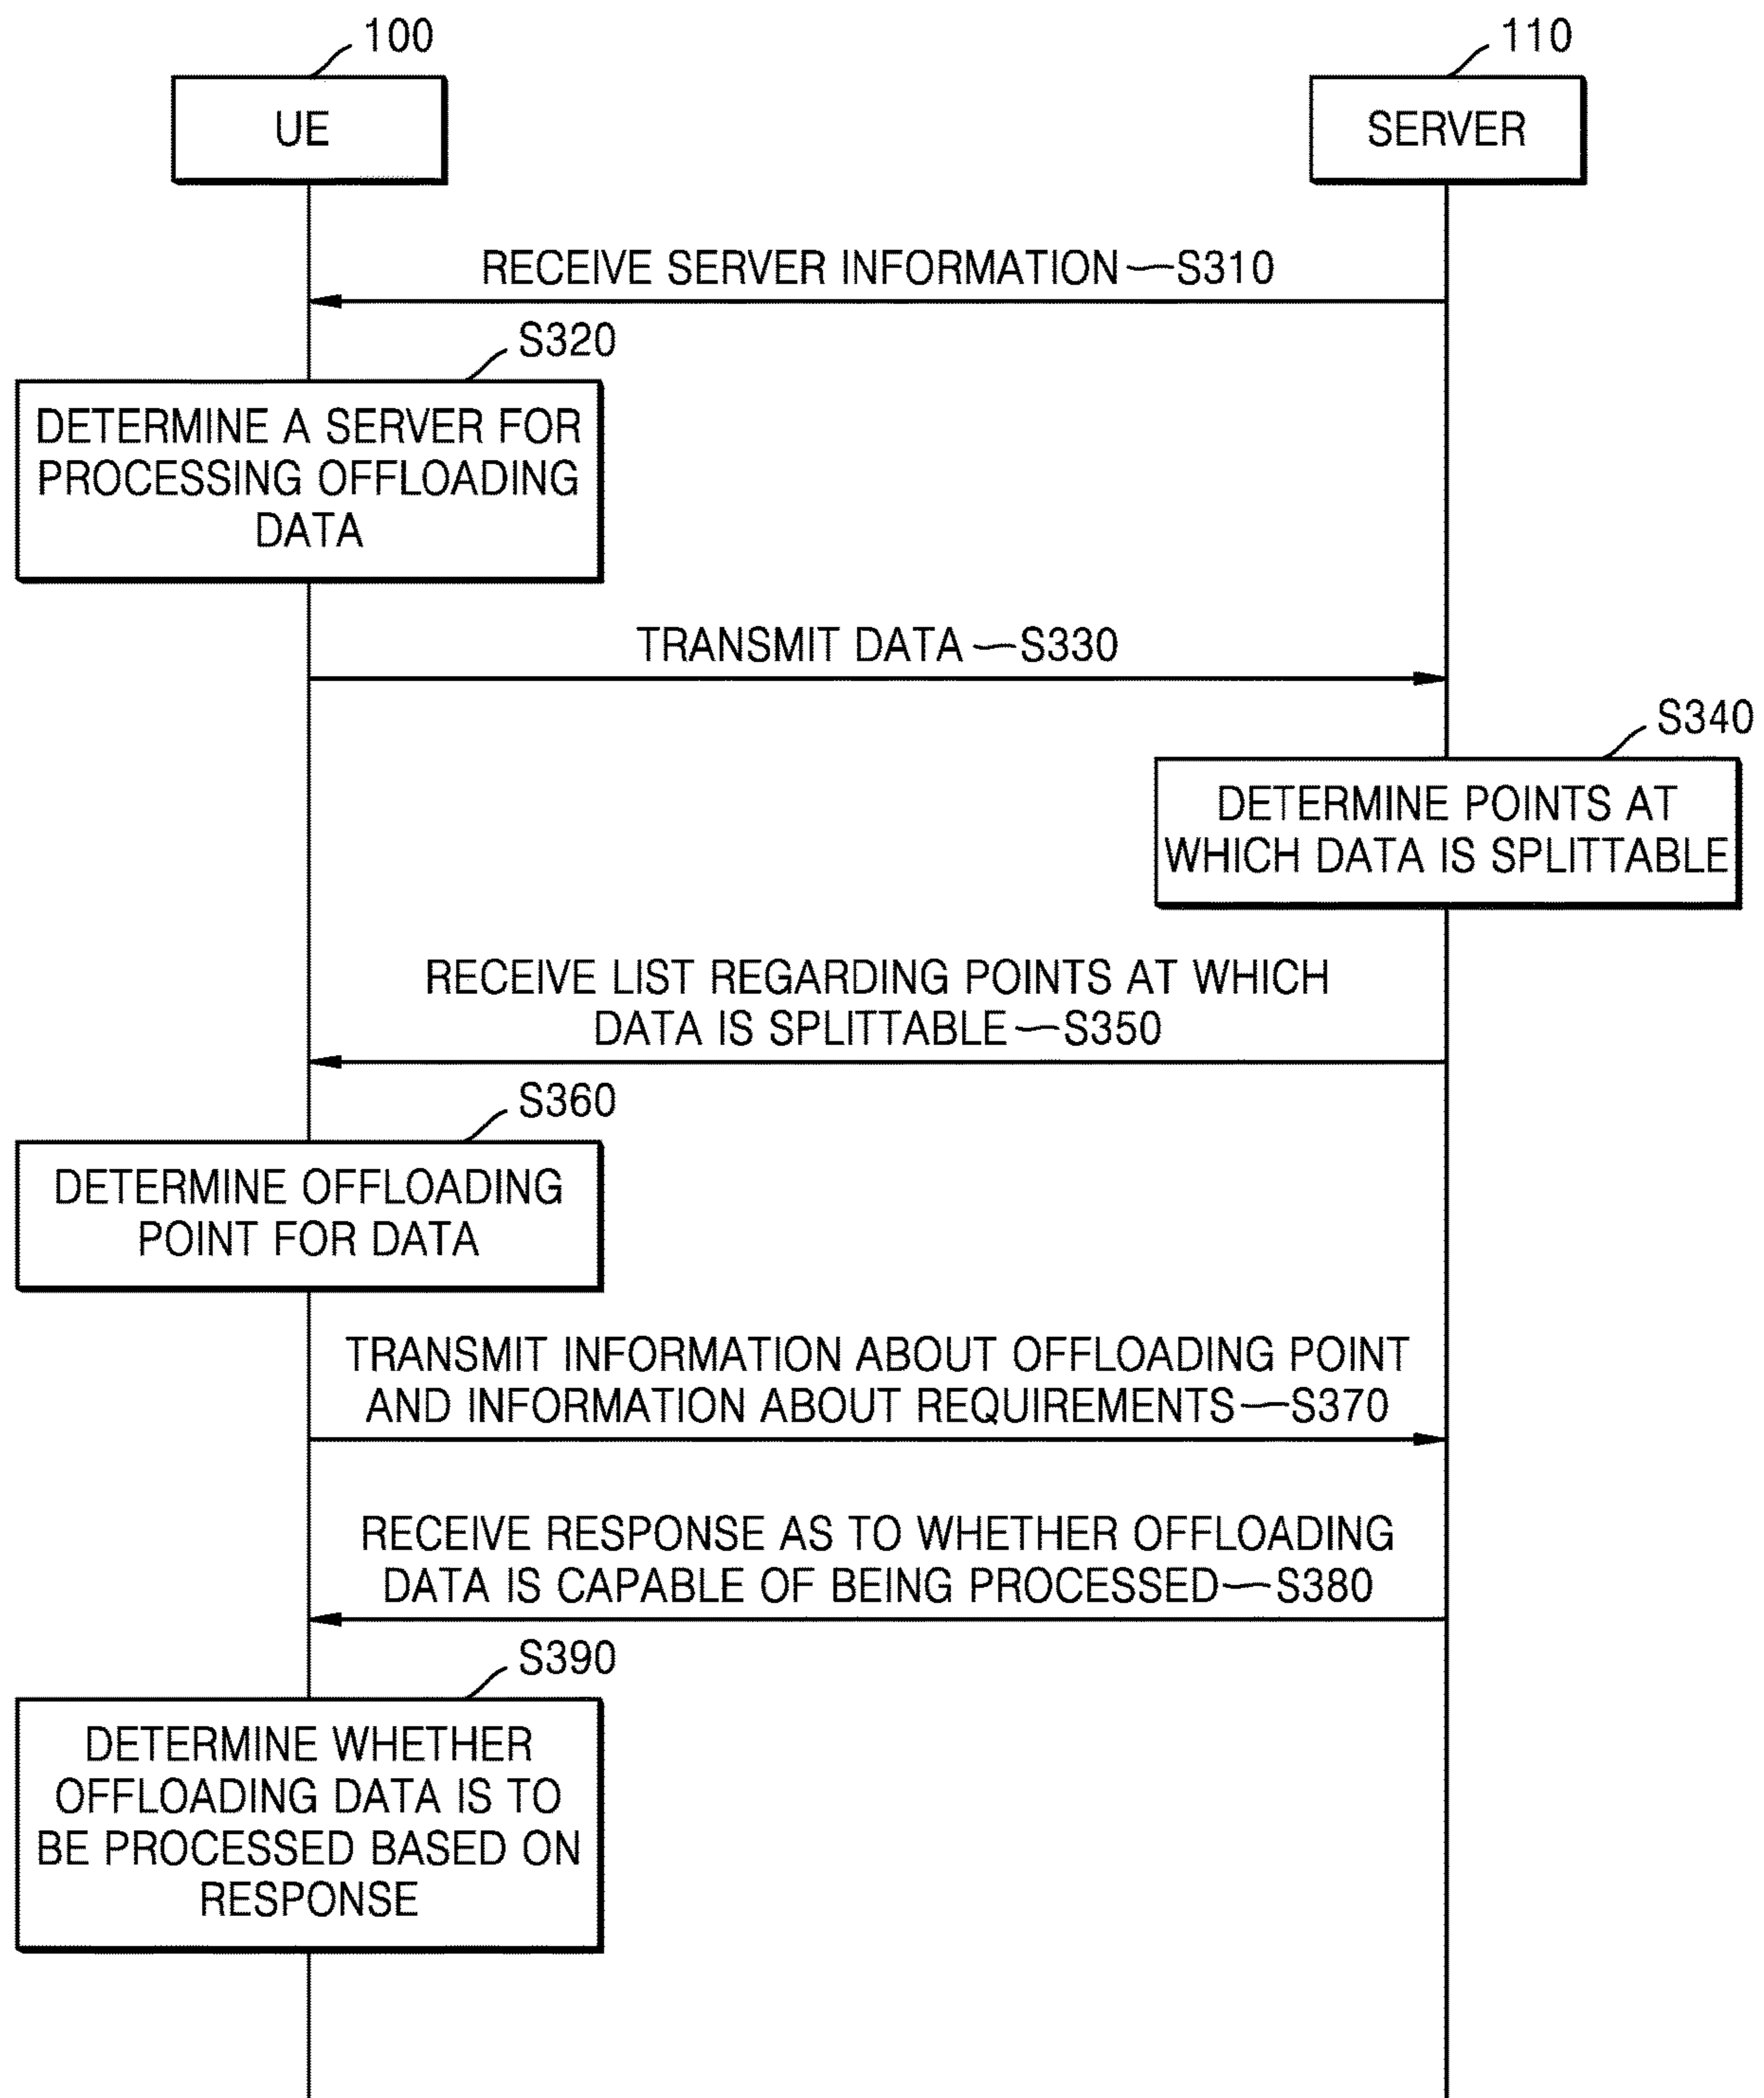 100
110
UE
SERVER
RECEIVE SERVER INFORMATION
S310
S320
DETERMINE A SERVER FOR
PROCESSING OFFLOADING
DATA
TRANSMIT DATA
S330
S340
DETERMINE POINTS AT
WHICH DATA IS SPLITTABLE
RECEIVE LIST REGARDING POINTS AT WHICH
DATA IS SPLITTABLE
S350
S360
DETERMINE OFFLOADING
POINT FOR DATA
TRANSMIT INFORMATION ABOUT OFFLOADING POINT
AND INFORMATION ABOUT REQUIREMENTS
S370
RECEIVE RESPONSE AS TO WHETHER OFFLOADING
DATA IS CAPABLE OF BEING PROCESSED
S380
S390
DETERMINE WHETHER
OFFLOADING DATA IS TO
BE PROCESSED BASED ON
RESPONSE